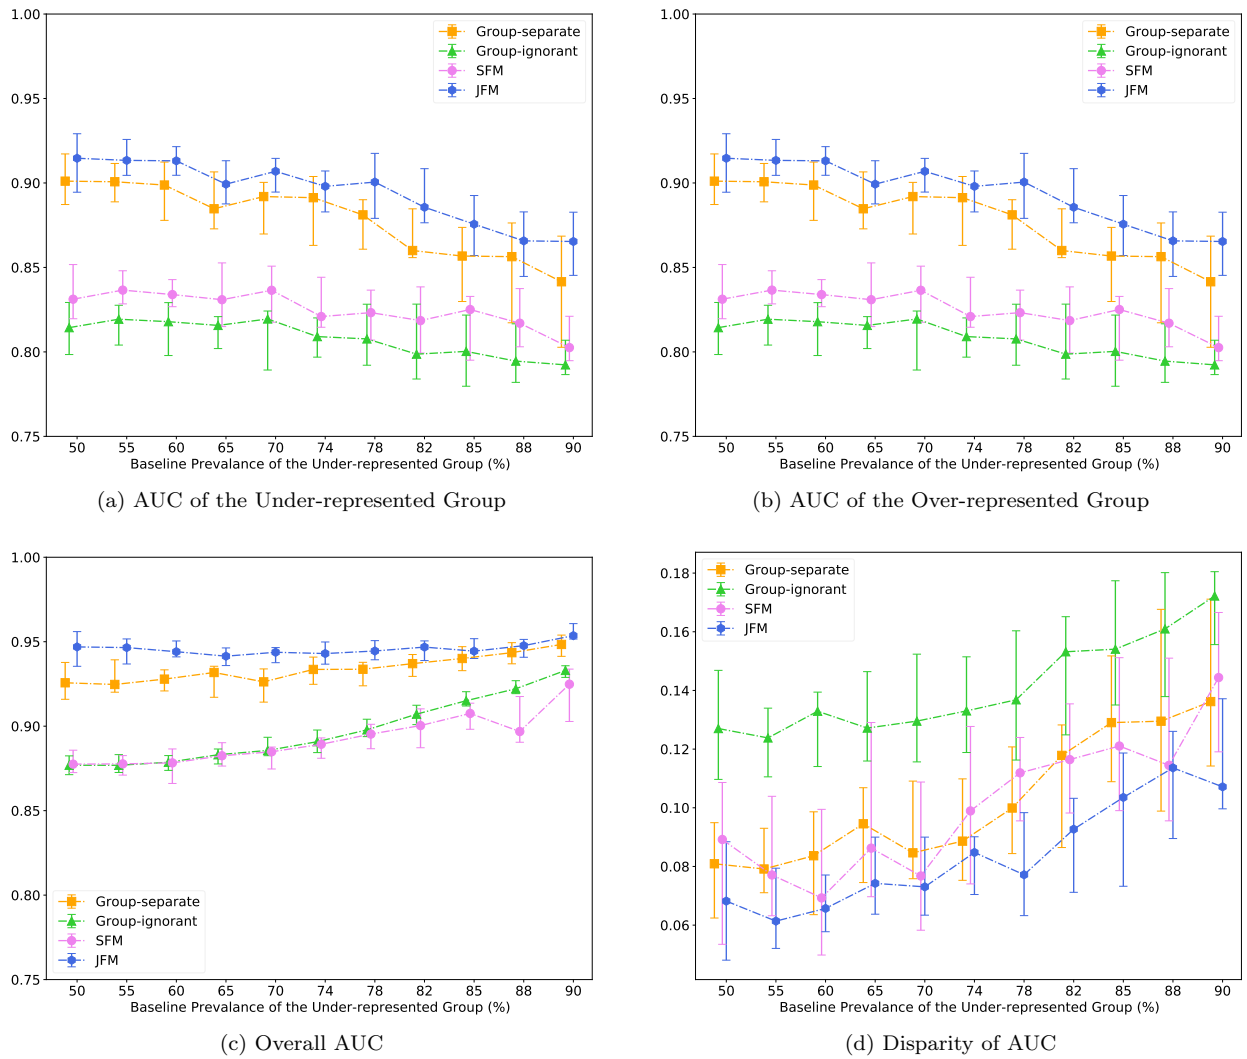 1.00
0.95
0.90
0.85
0.80
0.75
Group-separate
Group-ignorant
SFM
JFM
50 55 60 65 70 74 78 82 85 88 90
Baseline Prevalance of the Under-represented Group (%)
(a) AUC of the Under-represented Group
1.00
0.95
0.90
0.85
0.80
0.75
Group-separate
Group-ignorant
SFM
JFM
50 55 60 65 70 74 78 82 85 88 90
Baseline Prevalance of the Under-represented Group (%)
(b) AUC of the Over-represented Group
1.00
0.95
0.90
0.85
0.80
0.75
Group-separate
Group-ignorant
SFM
JFM
50 55 60 65 70 74 78 82 85 88 90
Baseline Prevalance of the Under-represented Group (%)
(c) Overall AUC
0.18
0.16
0.14
0.12
0.10
0.08
0.06
Group-separate
Group-ignorant
SFM
JFM
50 55 60 65 70 74 78 82 85 88 90
Baseline Prevalance of the Under-represented Group (%)
(d) Disparity of AUC